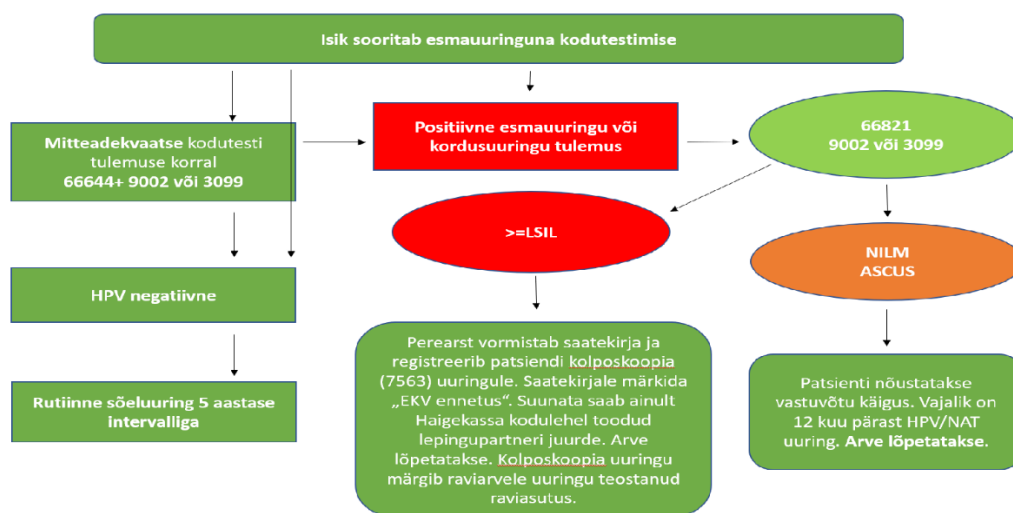 Isik sooritab esmauuringuna kodutestimise
Mitteadekvaatse kodutesti
tulemuse korral
66644+ 9002 või 3099
Positiivne esmauuringu või
kordusuuringu tulemus
66821
9002 või 3099
>=LSIL
NILM
ASCUS
HPV negatiivne
Rutiinne sõeluuring 5 aastase
intervalliga
Perearst vormistab saatekirja ja
registreerib patsiendi kolposkoopia
(7563) uuringule. Saatekirjale märkida
„EKV ennetus“. Suunata saab ainult
Haigekassa kodulehel toodud
lepingupartneri juurde. Arve
lõpetatakse. Kolposkoopia uuringu
märgib raviarvele uuringu teostanud
raviasutus.
Patsienti nõustatakse
vastuvõtu käigus. Vajalik on
12 kuu pärast HPV/NAT
uuring. Arve lõpetatakse.